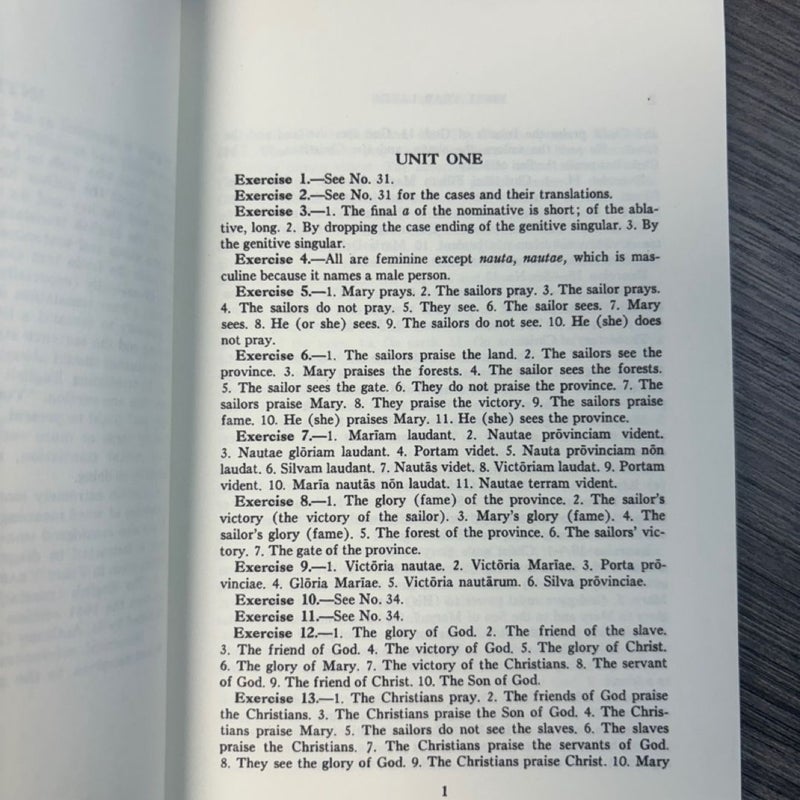 UNIT ONE
Exercise 1.—See No. 31.
Exercise 2.—See No. 31 for the cases and their translations.
Exercise 3.—1. The final a of the nominative is short; of the abla-
tive, long. 2. By dropping the case ending of the genitive singular. 3. By
the genitive singular.
Exercise 4.—All are feminine except nauta, nautae, which is mas-
culine because it names a male person.
Exercise 5.—1. Mary prays. 2. The sailors pray. 3. The sailor prays.
4. The sailors do not pray. 5. They see. 6. The sailor sees. 7. Mary
sees. 8. He (or she) sees. 9. The sailors do not see. 10. He (she) does
not pray.
Exercise 6.—1. The sailors praise the land. 2. The sailors see the
province. 3. Mary praises the forests. 4. The sailor sees the forests.
5. The sailor sees the gate. 6. They do not praise the province. 7. The
sailors praise Mary. 8. They praise the victory. 9. The sailors praise
fame. 10. He (she) praises Mary. 11. He (she) sees the province.
Exercise 7.—1. Marīam laudant. 2. Nautae prōvinciam vident.
3. Nautae glōriam laudant. 4. Portam videt. 5. Nauta prōvinciam nōn
laudat. 6. Silvam laudant. 7. Nautās videt. 8. Victōriam laudat. 9. Portam
vident. 10. Marīa nautās nōn laudat. 11. Nautae terram vident.
Exercise 8.—1. The glory (fame) of the province. 2. The sailor's
victory (the victory of the sailor). 3. Mary's glory (fame). 4. The
sailor's glory (fame). 5. The forest of the province. 6. The sailors' vic-
tory. 7. The gate of the province.
Exercise 9.—1. Victōria nautae. 2. Victōria Marīae. 3. Porta prō-
vinciae. 4. Glōria Marīae. 5. Victōria nautārum. 6. Silva prōvinciae.
Exercise 10.—See No. 34.
Exercise 11.—See No. 34.
Exercise 12.—1. The glory of God. 2. The friend of the slave.
3. The friend of God. 4. The victory of God. 5. The glory of Christ.
6. The glory of Mary. 7. The victory of the Christians. 8. The servant
of God. 9. The friend of Christ. 10. The Son of God.
Exercise 13.—1. The Christians pray. 2. The friends of God praise
the Christians. 3. The Christians praise the Son of God. 4. The Chris-
tians praise Mary. 5. The sailors do not see the slaves. 6. The slaves
praise the Christians. 7. The Christians praise the servants of God.
8. They see the glory of God. 9. The Christians praise Christ. 10. Mary
1